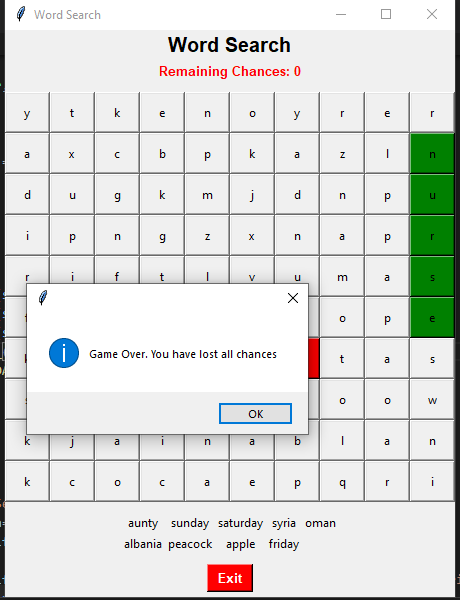 Word Search
Word Search
Remaining Chances: 0
y t k e n o y r e r
a x c b p k a z l n
d u g k m j d n p u
i p n g z x n a p r
m a s
o p e
Game Over. You have lost all chances
t a s
o o w
OK
k j a i n a b l a n
k c o c a e p q r i
aunty sunday saturday syria oman
albania peacock apple friday
Exit